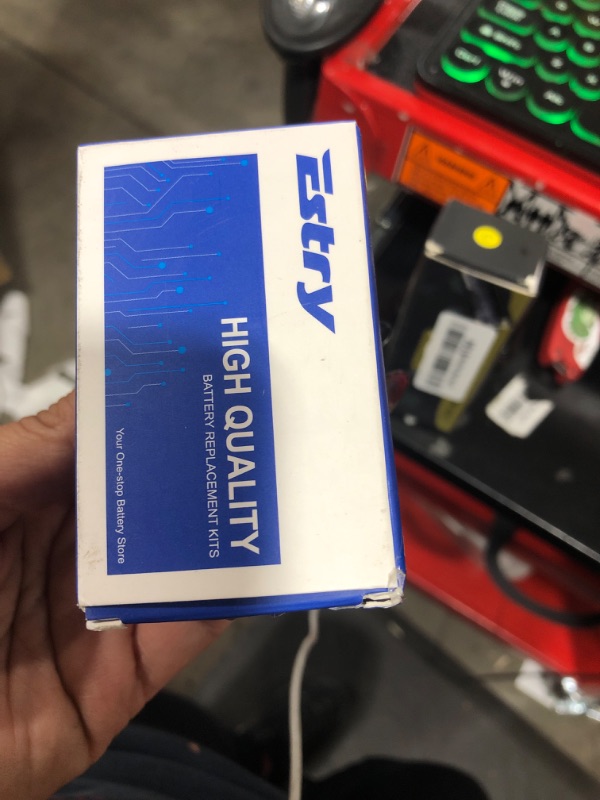 Estry
HIGH QUALITY
BATTERY REPLACEMENT KITS
Your One-stop Battery Store